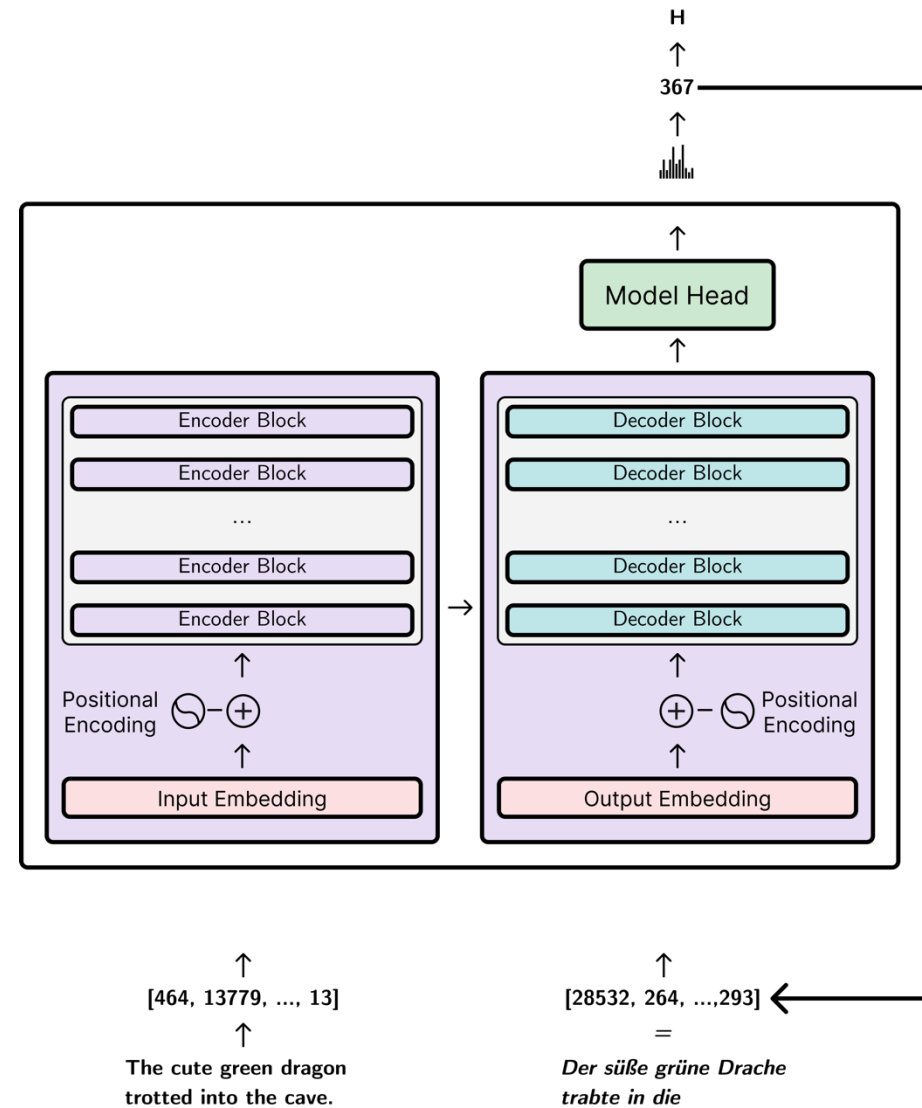 H
367
Model Head
Encoder Block
Encoder Block
...
Encoder Block
Encoder Block
Positional
Encoding
Input Embedding
Decoder Block
Decoder Block
...
Decoder Block
Decoder Block
Positional
Encoding
Output Embedding
[464, 13779, ..., 13]
The cute green dragon
trotted into the cave.
[28532, 264, ...,293]
=
Der süße grüne Drache
trabte in die